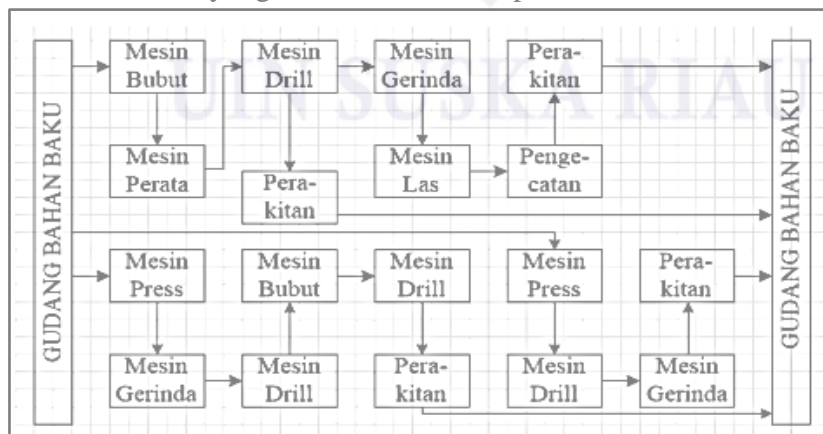 yang
UIN SUSKA RIAU
GUDANG BAHAN BAKU
Mesin
Bubut
Mesin
Drill
Mesin
Gerinda
Pera-
kitan
Mesin
Perata
Pera-
kitan
Mesin
Las
Penge-
catan
Mesin
Press
Mesin
Bubut
Mesin
Drill
Mesin
Press
Pera-
kitan
Mesin
Gerinda
Mesin
Drill
Pera-
kitan
Mesin
Drill
Mesin
Gerinda
GUDANG BAHAN BAKU